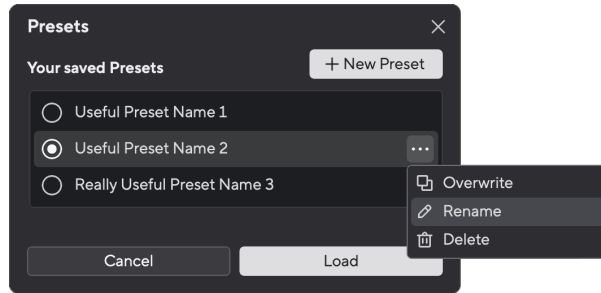 Presets
Your saved Presets
+ New Preset
Useful Preset Name 1
Useful Preset Name 2
Really Useful Preset Name 3
Overwrite
Rename
Delete
Cancel
Load